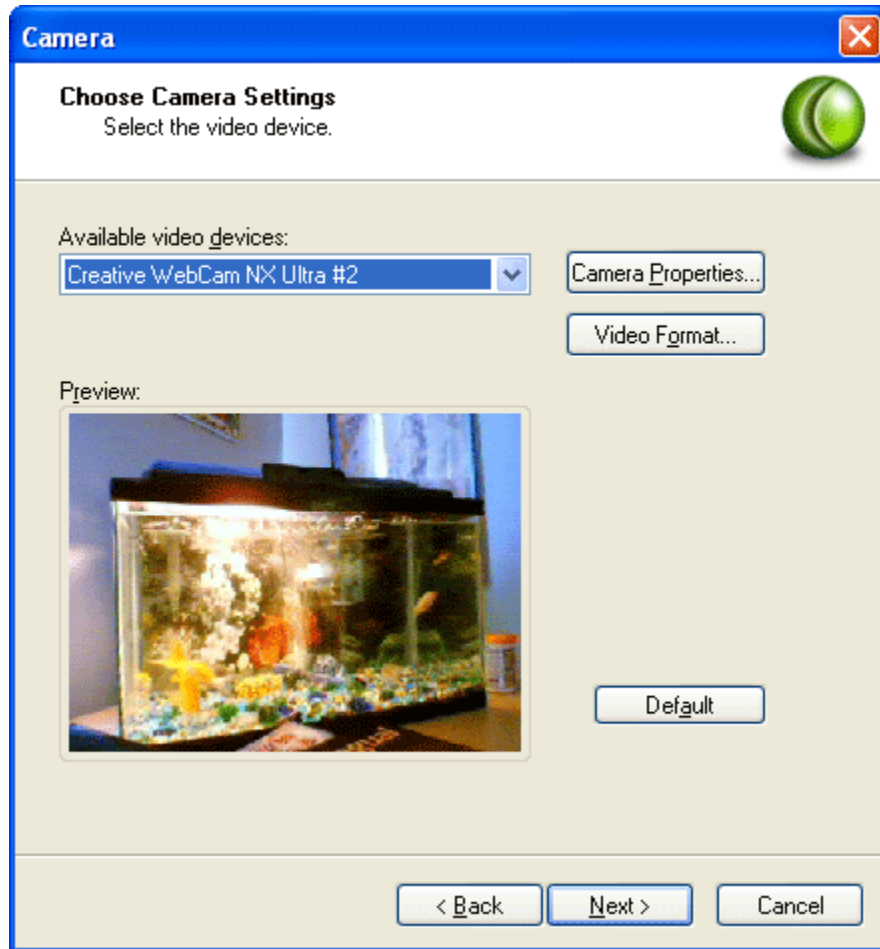 Camera
Choose Camera Settings
Select the video device.
Available video devices:
Creative WebCam NX Ultra #2
Camera Properties...
Video Format...
Preview:
Default
< Back
Next >
Cancel